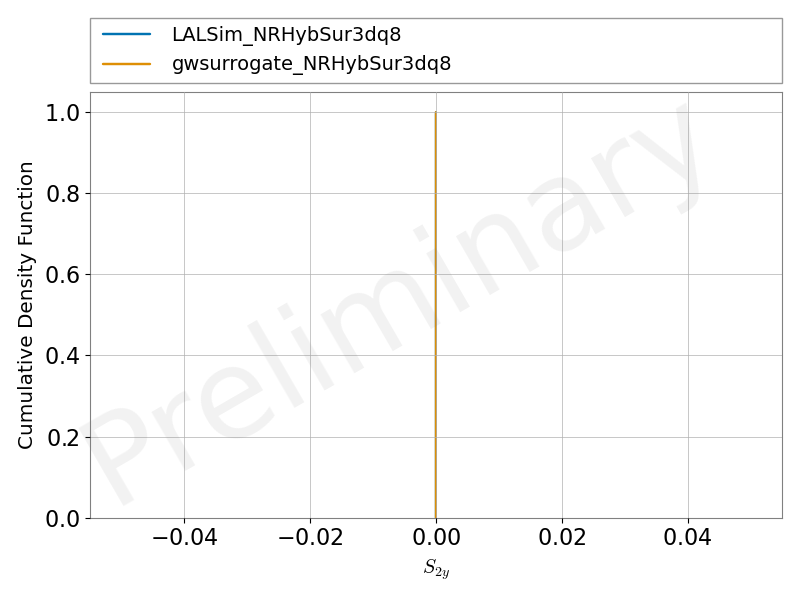 LALSim_NRHybSur3dq8
gwsurrogate_NRHybSur3dq8
1.0
0.8
0.6
0.4
0.2
0.0
Cumulative Density Function
Preliminary
−0.04 −0.02 0.00 0.02 0.04
S2y